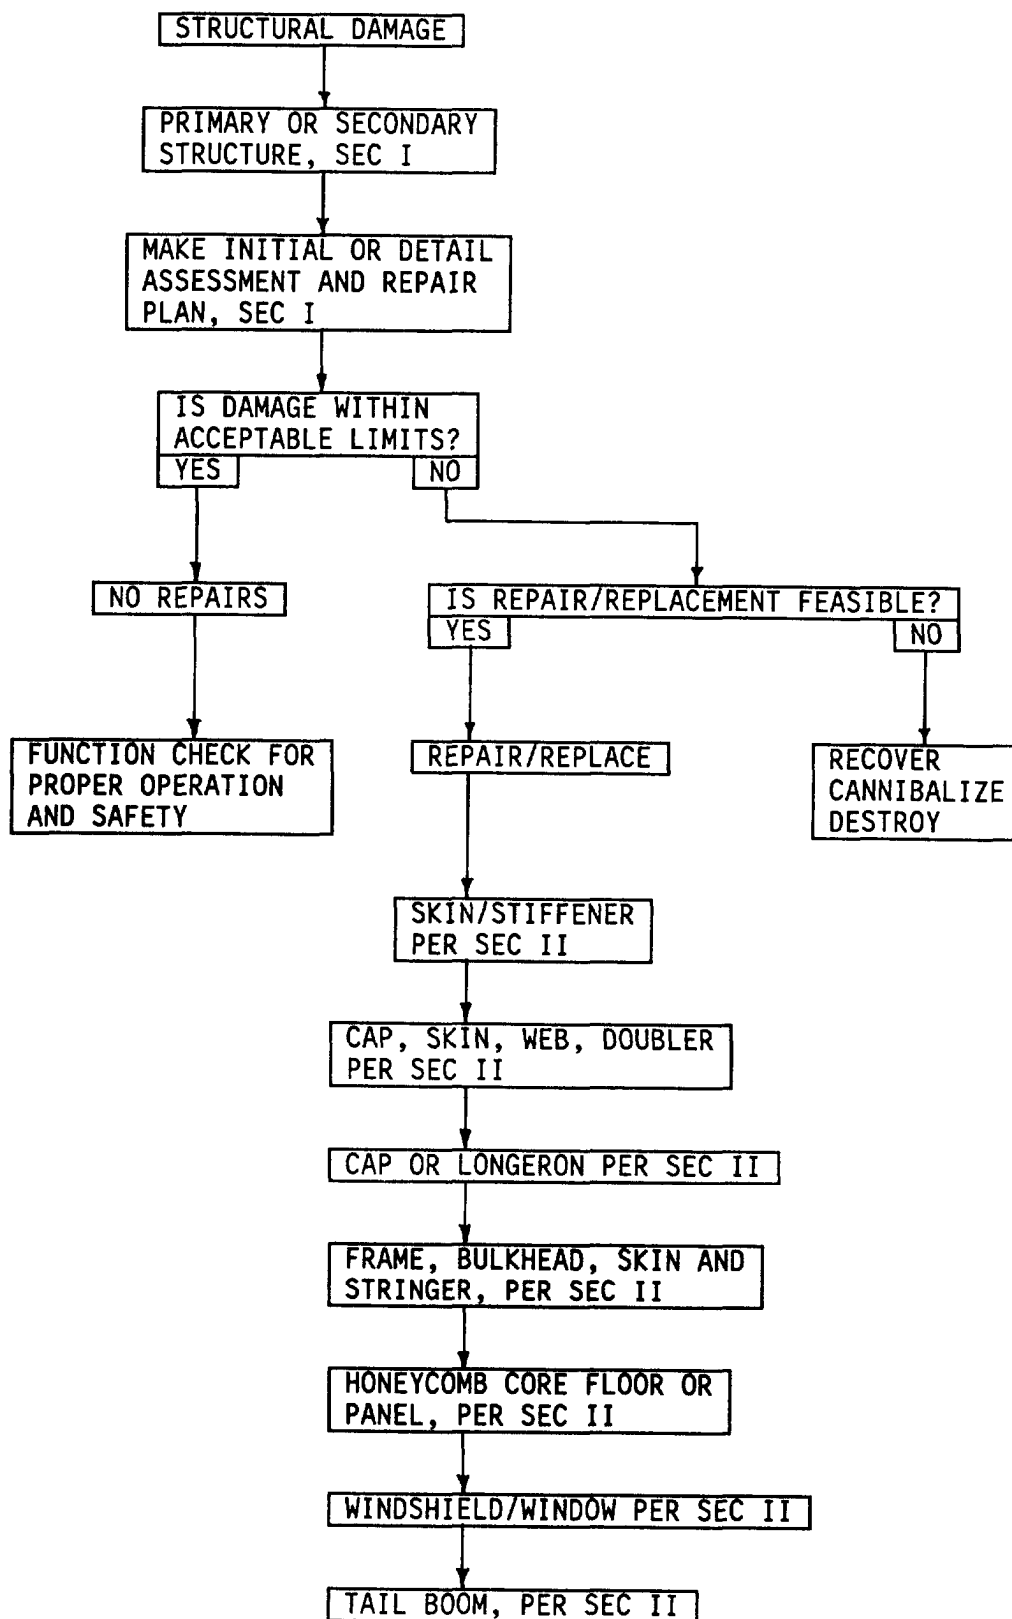 STRUCTURAL DAMAGE
PRIMARY OR SECONDARY
STRUCTURE, SEC I
MAKE INITIAL OR DETAIL
ASSESSMENT AND REPAIR
PLAN, SEC I
IS DAMAGE WITHIN
ACCEPTABLE LIMITS?
YES
NO
NO REPAIRS
IS REPAIR/REPLACEMENT FEASIBLE?
YES
NO
FUNCTION CHECK FOR
PROPER OPERATION
AND SAFETY
REPAIR/REPLACE
RECOVER
CANNIBALIZE
DESTROY
SKIN/STIFFENER
PER SEC II
CAP, SKIN, WEB, DOUBLER
PER SEC II
CAP OR LONGERON PER SEC II
FRAME, BULKHEAD, SKIN AND
STRINGER, PER SEC II
HONEYCOMB CORE FLOOR OR
PANEL, PER SEC II
WINDSHIELD/WINDOW PER SEC II
TAIL BOOM, PER SEC II